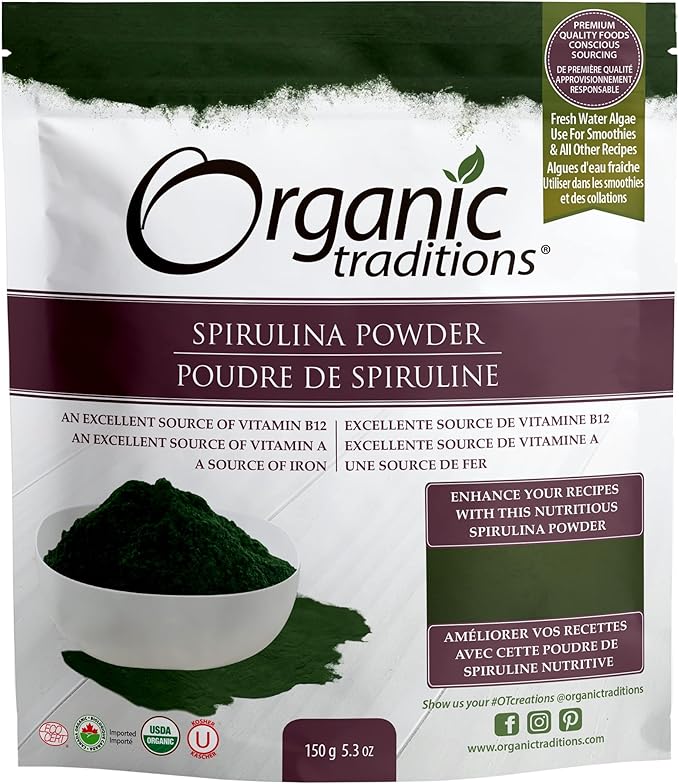 PREMIUM
QUALITY FOODS
CONSCIOUS
SOURCING
DE PREMIÈRE QUALITÉ
APPROVISIONNEMENT
RESPONSABLE
Fresh Water Algae
Use For Smoothies
& All Other Recipes
Algues d'eau fraîche
Utiliser dans les smoothies
et des collations
Organic
traditions®
SPIRULINA POWDER
POUDRE DE SPIRULINE
AN EXCELLENT SOURCE OF VITAMIN B12
AN EXCELLENT SOURCE OF VITAMIN A
A SOURCE OF IRON
EXCELLENTE SOURCE DE VITAMINE B12
EXCELLENTE SOURCE DE VITAMINE A
UNE SOURCE DE FER
ENHANCE YOUR RECIPES
WITH THIS NUTRITIOUS
SPIRULINA POWDER
AMÉLIORER VOS RECETTES
AVEC CETTE POUDRE DE
SPIRULINE NUTRITIVE
Show us your #OTcreations @organictraditions
www.organictraditions.com
ECO
CERT
Imported
Importé
USDA
ORGANIC
KOSHER
U
KASCHER
150 g 5.3 oz